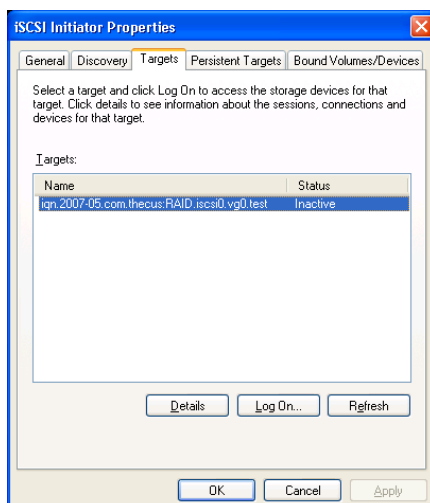 iSCSI Initiator Properties
General Discovery Targets Persistent Targets Bound Volumes/Devices
Select a target and click Log On to access the storage devices for that
target. Click details to see information about the sessions, connections and
devices for that target.
Targets:
Name Status
iqn.2007-05.com.thecus:RAID.iscsi0.vg0.test Inactive
Details Log On... Refresh
OK Cancel Apply